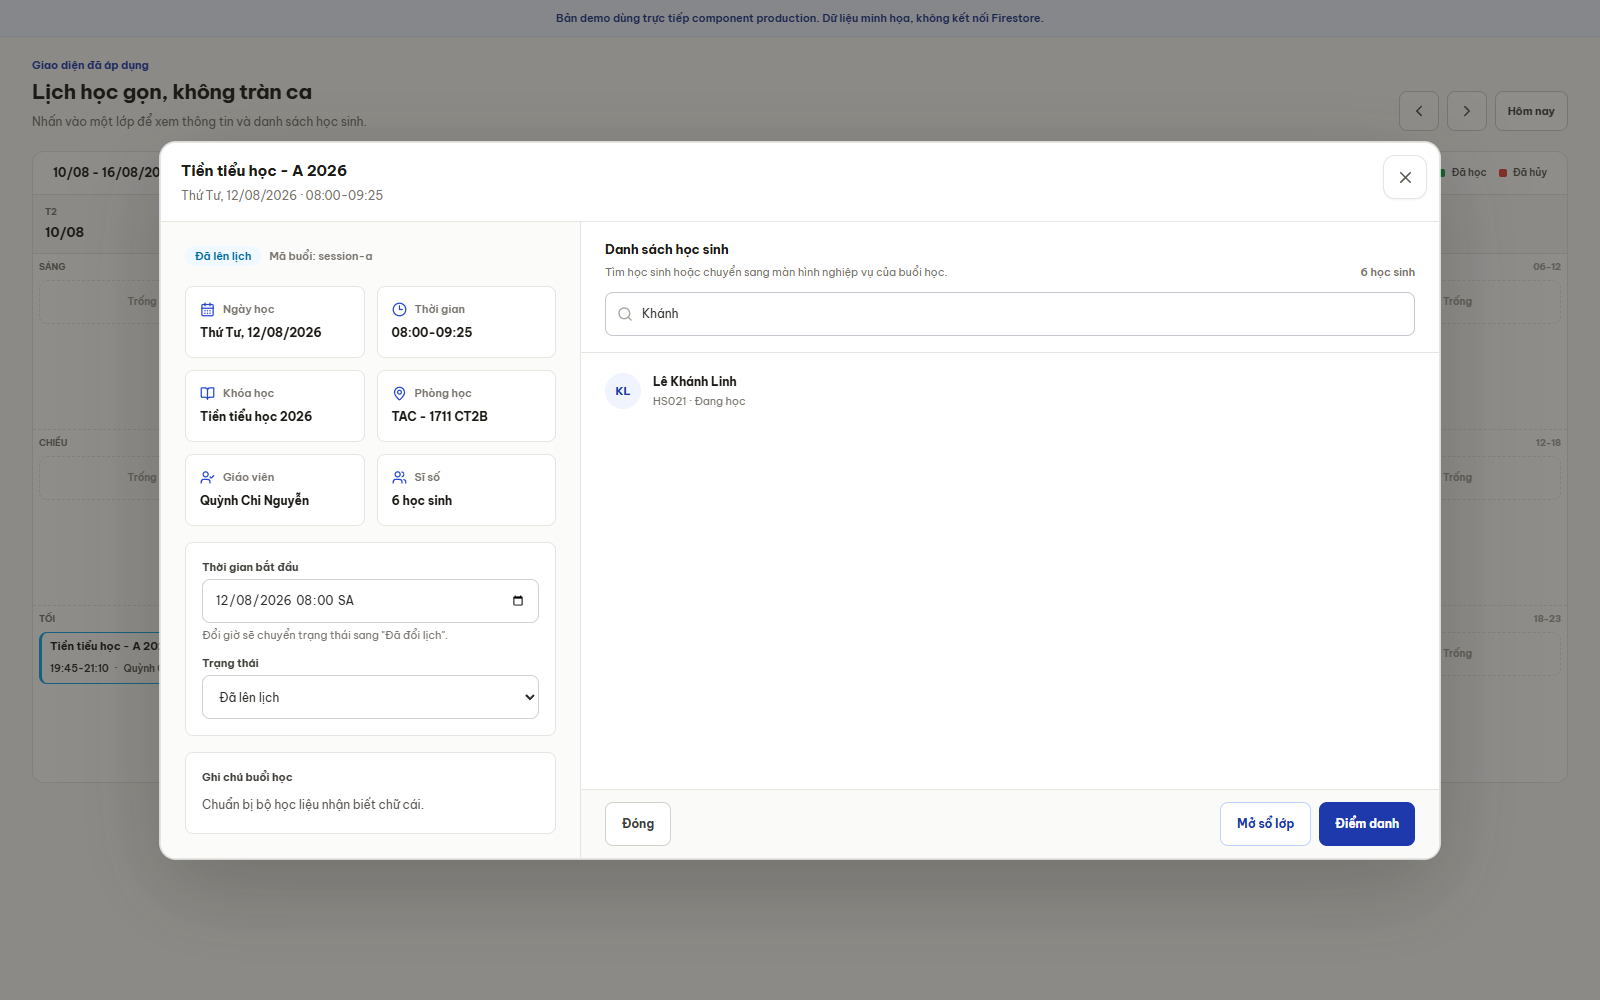 Bản demo dùng trực tiếp component production. Dữ liệu minh họa, không kết nối Firestore.
Giao diện đã áp dụng
Lịch học gọn, không tràn ca
Nhấn vào một lớp để xem thông tin và danh sách học sinh.
Hôm nay
10/08 - 16/08/20
Đã học
Đã hủy
T2
10/08
SÁNG
06-12
Trống
Trống
CHIỀU
12-18
Trống
Trống
TỐI
18-23
Tiền tiểu học - A 20
19:45-21:10 · Quỳnh
Trống
Tiền tiểu học - A 2026
Thứ Tư, 12/08/2026 · 08:00-09:25
Đã lên lịch
Mã buổi: session-a
Ngày học
Thứ Tư, 12/08/2026
Thời gian
08:00-09:25
Khóa học
Tiền tiểu học 2026
Phòng học
TAC - 1711 CT2B
Giáo viên
Quỳnh Chi Nguyễn
Sĩ số
6 học sinh
Thời gian bắt đầu
12/08/2026 08:00 SA
Đổi giờ sẽ chuyển trạng thái sang "Đã đổi lịch".
Trạng thái
Đã lên lịch
Ghi chú buổi học
Chuẩn bị bộ học liệu nhận biết chữ cái.
Danh sách học sinh
Tìm học sinh hoặc chuyển sang màn hình nghiệp vụ của buổi học.
6 học sinh
Khánh
KL
Lê Khánh Linh
HS021 · Đang học
Đóng
Mở sổ lớp
Điểm danh